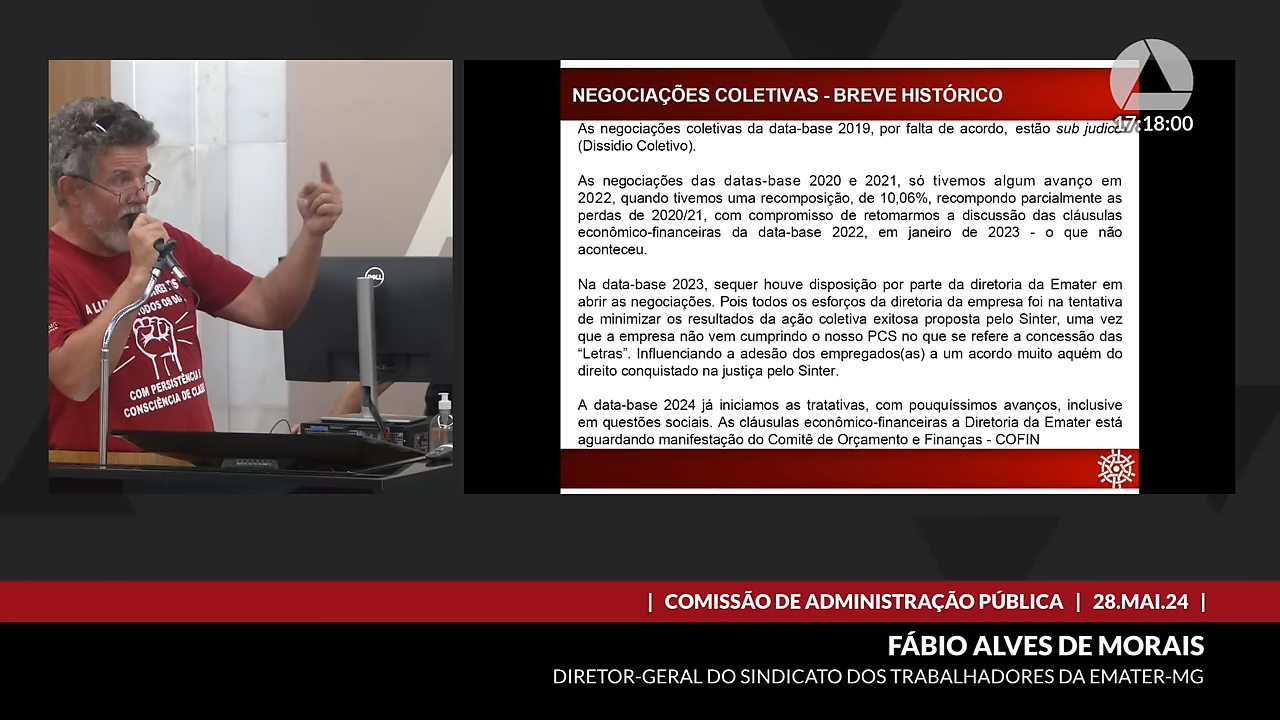 NEGOCIAÇÕES COLETIVAS - BREVE HISTÓRICO
17:18:00
As negociações coletivas da data-base 2019, por falta de acordo, estão sub judice
(Dissidio Coletivo).
As negociações das datas-base 2020 e 2021, só tivemos algum avanço em
2022, quando tivemos uma recomposição, de 10,06%, recompondo parcialmente as
perdas de 2020/21, com compromisso de retomarmos a discussão das cláusulas
econômico-financeiras da data-base 2022, em janeiro de 2023 - o que não
aconteceu.
Na data-base 2023, sequer houve disposição por parte da diretoria da Emater em
abrir as negociações. Pois todos os esforços da diretoria da empresa foi na tentativa
de minimizar os resultados da ação coletiva exitosa proposta pelo Sinter, uma vez
que a empresa não vem cumprindo o nosso PCS no que se refere a concessão das
“Letras”. Influenciando a adesão dos empregados(as) a um acordo muito aquém do
direito conquistado na justiça pelo Sinter.
A data-base 2024 já iniciamos as tratativas, com pouquíssimos avanços, inclusive
em questões sociais. As cláusulas econômico-financeiras a Diretoria da Emater está
aguardando manifestação do Comitê de Orçamento e Finanças - COFIN
DELL
A
COM PERSISTÊNCIA
CONSCIÊNCIA DE CLAS
| COMISSÃO DE ADMINISTRAÇÃO PÚBLICA | 28.MAI.24 |
FÁBIO ALVES DE MORAIS
DIRETOR-GERAL DO SINDICATO DOS TRABALHADORES DA EMATER-MG